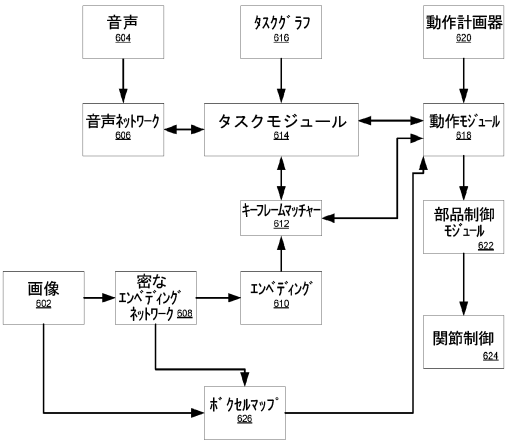 音声
604
タスクグラフ
616
動作計画器
620
音声ネットワーク
606
タスクモジュール
614
動作モジュール
618
キーフレームマッチャー
612
部品制御
モジュール
622
画像
602
密な
エンベディング
ネットワーク 608
エンベディング
610
関節制御
624
ボクセルマップ
626